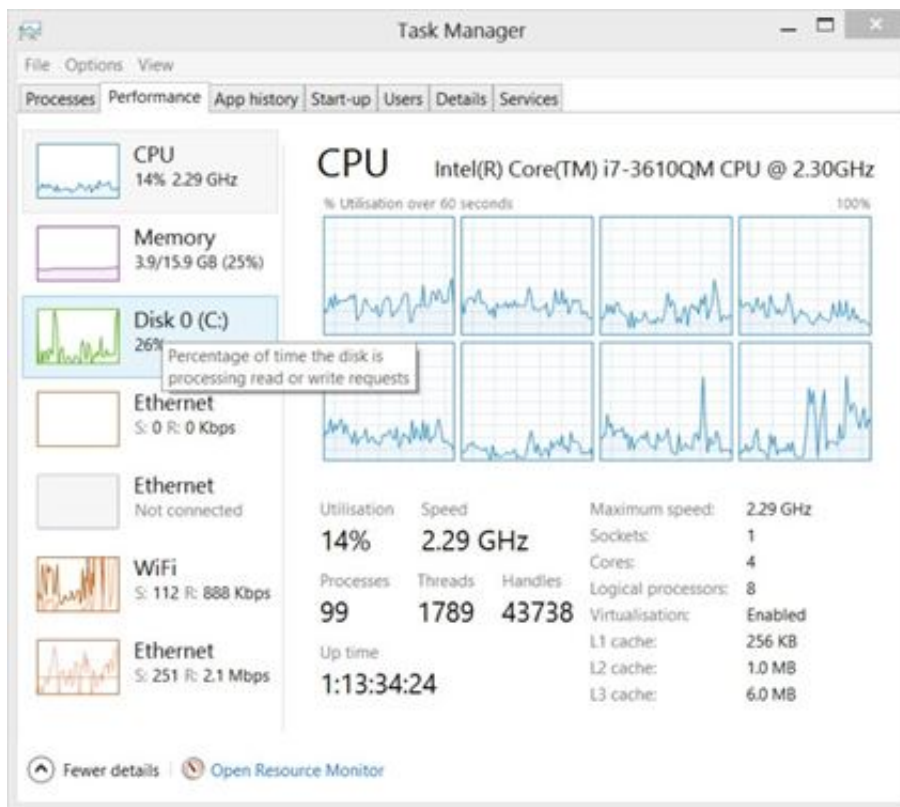 Task Manager
File Options View
Processes Performance App history Start-up Users Details Services
CPU
14% 2.29 GHz
Memory
3.9/15.9 GB (25%)
Disk 0 (C:)
26%
Percentage of time the disk is
processing read or write requests
Ethernet
S: 0 R: 0 Kbps
Ethernet
Not connected
WiFi
S: 112 R: 888 Kbps
Ethernet
S: 251 R: 2.1 Mbps
CPU Intel(R) Core(TM) i7-3610QM CPU @ 2.30GHz
% Utilisation over 60 seconds 100%
Utilisation Speed
14% 2.29 GHz
Processes Threads Handles
99 1789 43738
Up time
1:13:34:24
Maximum speed: 2.29 GHz
Sockets: 1
Cores: 4
Logical processors: 8
Virtualisation: Enabled
L1 cache: 256 KB
L2 cache: 1.0 MB
L3 cache: 6.0 MB
Fewer details Open Resource Monitor